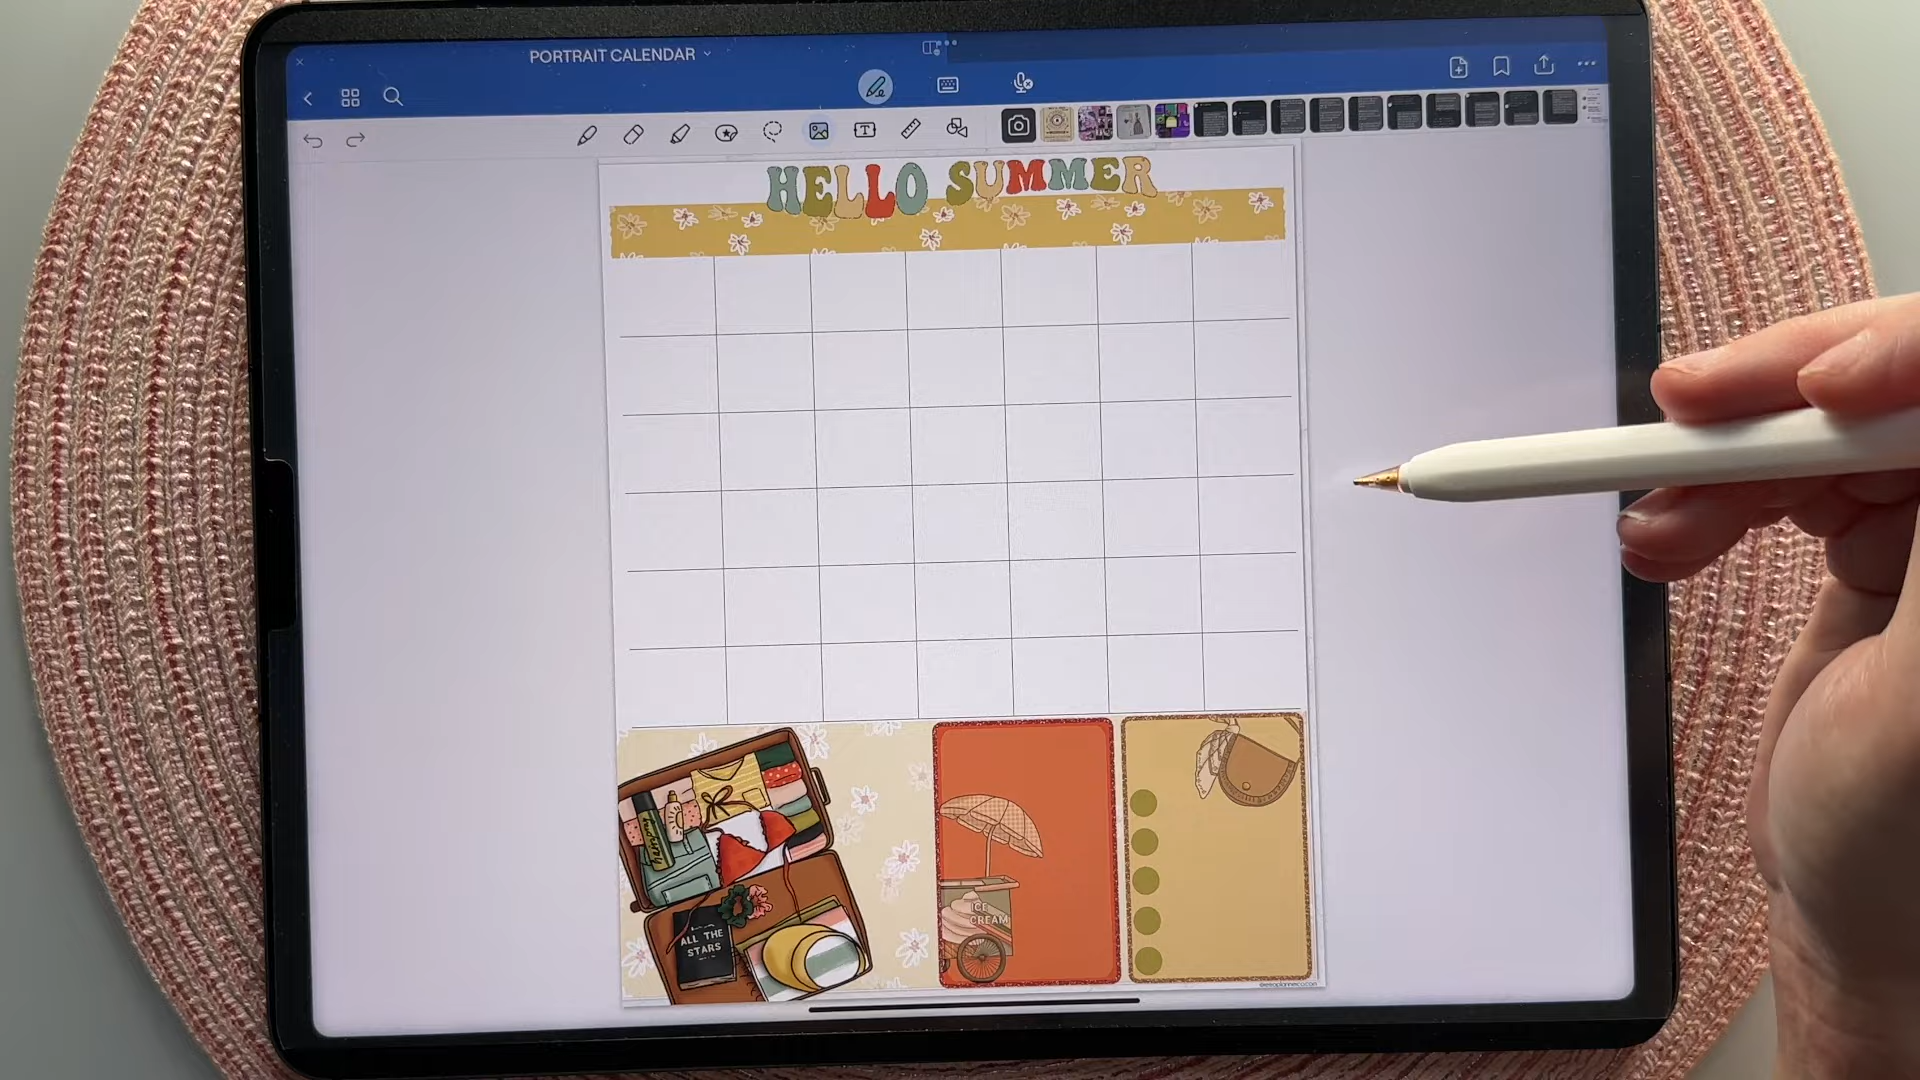 PORTRAIT CALENDAR
HELLO SUMMER
ALL THE
STARS
ICE
CREAM